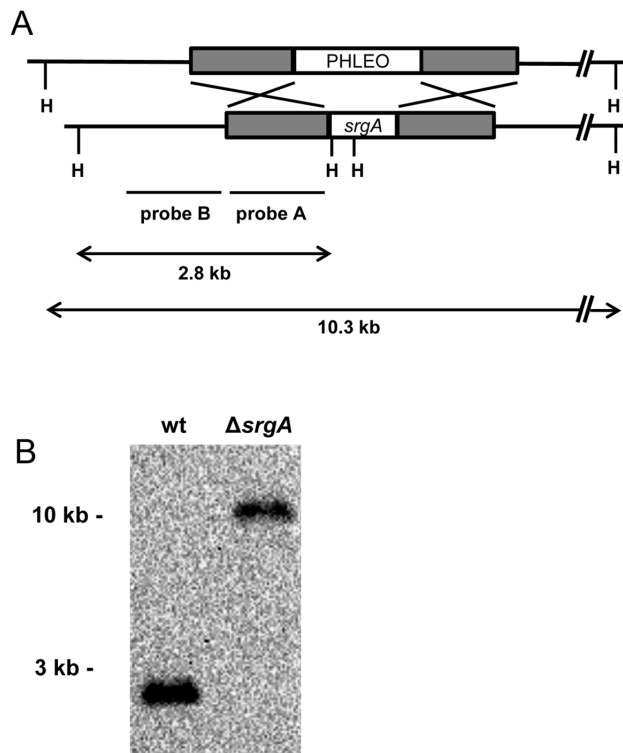 A
PHLEO
H H
srgA
H H H H
probe B probe A
2.8 kb
10.3 kb
wt ΔsrgA
B
10 kb -
3 kb -